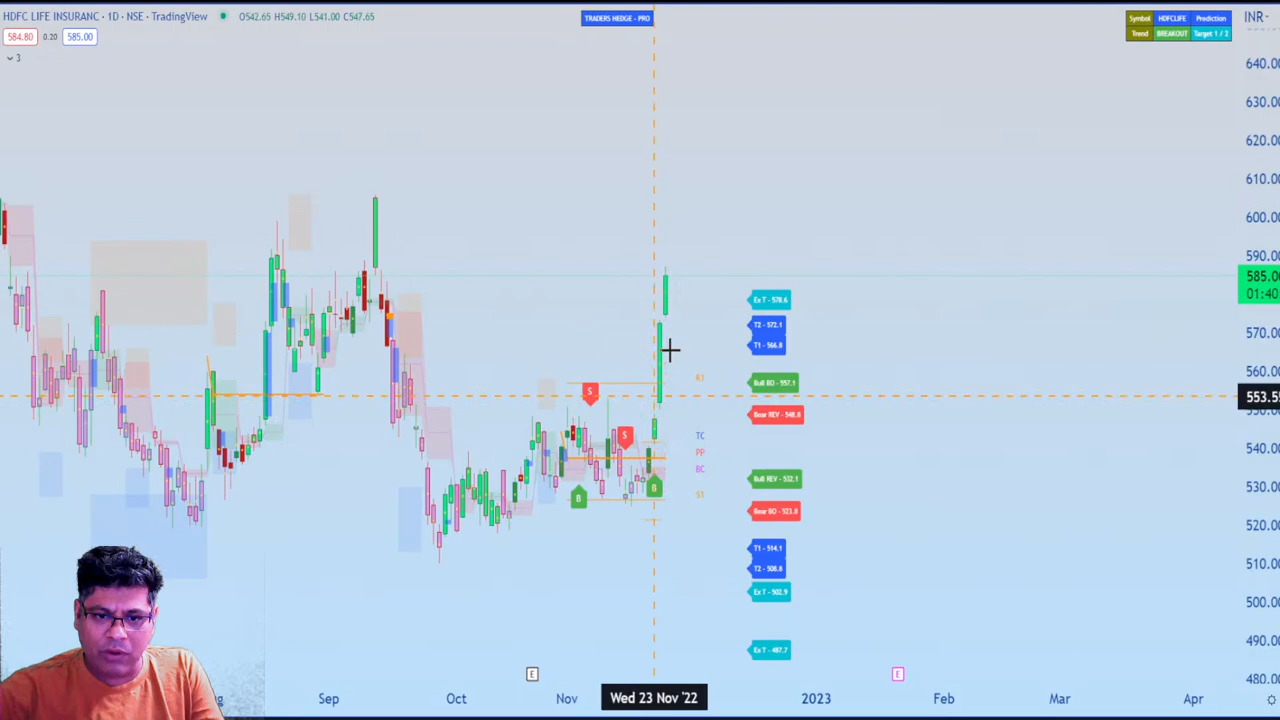 HDFC LIFE INSURANC · 1D · NSE · TradingView
O542.65 H549.10 L541.00 C547.65
584.80 0.20 585.00
3
TRADERS HEDGE - PRO
Symbol HDFCLIFE Prediction
Trend BREAKOUT Target 1 / 2
INR
640.00
630.00
620.00
610.00
600.00
590.00
585.00
01:40
570.00
560.00
553.55
540.00
530.00
520.00
510.00
500.00
490.00
480.00
Ex T - 578.6
T2 - 572.1
T1 - 566.8
R1
Bull BO - 557.1
Bear REV - 548.8
TC
PP
BC
S1
Bull REV - 532.1
Bear BO - 523.8
T1 - 514.1
T2 - 508.8
Ex T - 502.9
Ex T - 487.7
S
S
B
B
E
E
Sep
Oct
Nov
Wed 23 Nov '22
2023
Feb
Mar
Apr